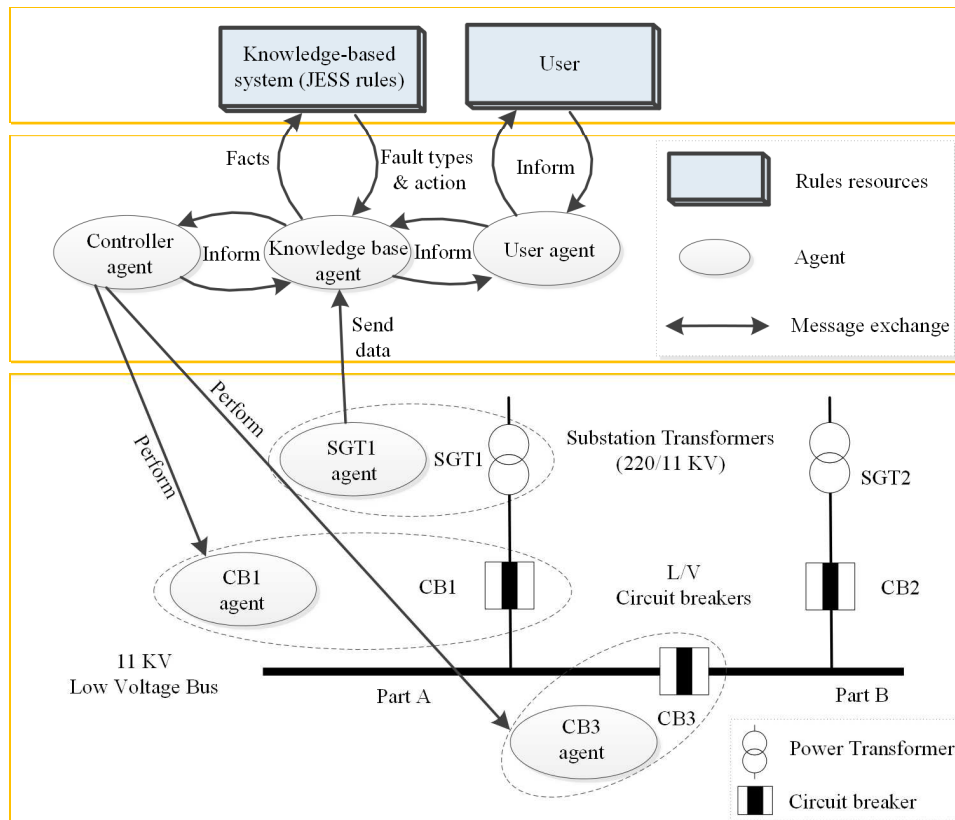 Knowledge-based
system (JESS rules)
User
Facts
Fault types
& action
Inform
Rules resources
Controller
agent
Inform
Knowledge base
agent
Inform
User agent
Agent
Send
data
Message exchange
Perform
Perform
SGT1
agent
SGT1
Substation Transformers
(220/11 KV)
SGT2
CB1
agent
CB1
L/V
Circuit breakers
CB2
11 KV
Low Voltage Bus
Part A
CB3
Part B
CB3
agent
Power Transformer
Circuit breaker